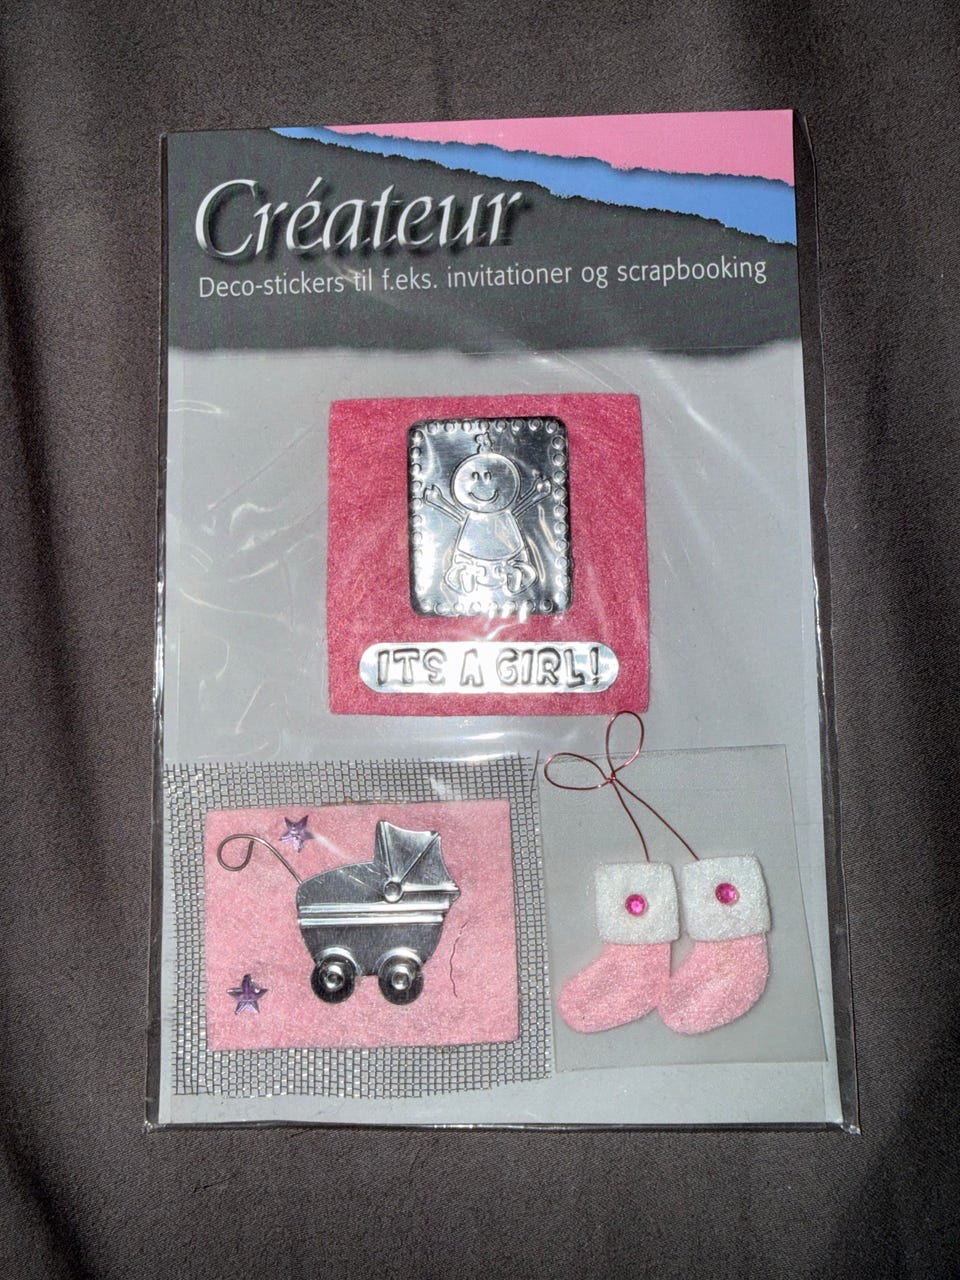 Créateur
Deco-stickers til f.eks. invitationer og scrapbooking
ITS A GIRL!